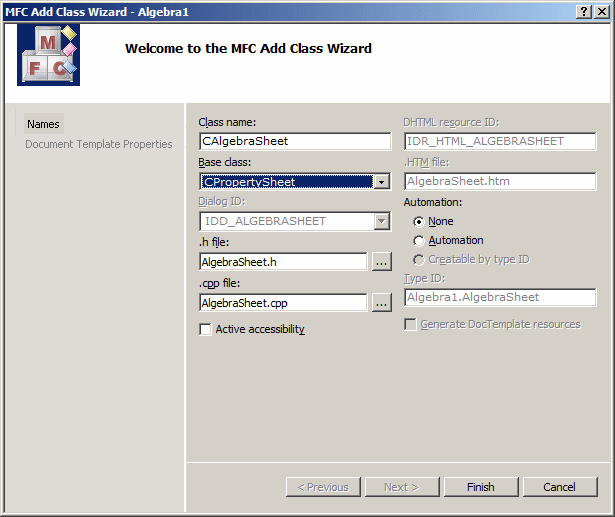 MFC Add Class Wizard - Algebra1
M
F C
Welcome to the MFC Add Class Wizard
Names
Document Template Properties
Class name:
CAlgebraSheet
Base class:
CPropertySheet
Dialog ID:
IDD_ALGEBRASHEET
.h file:
AlgebraSheet.h
...
.cpp file:
AlgebraSheet.cpp
...
Active accessibility
DHTML resource ID:
IDR_HTML_ALGEBRASHEET
.HTM file:
AlgebraSheet.htm
Automation:
None
Automation
Creatable by type ID
Type ID:
Algebra1.AlgebraSheet
Generate DocTemplate resources
< Previous
Next >
Finish
Cancel